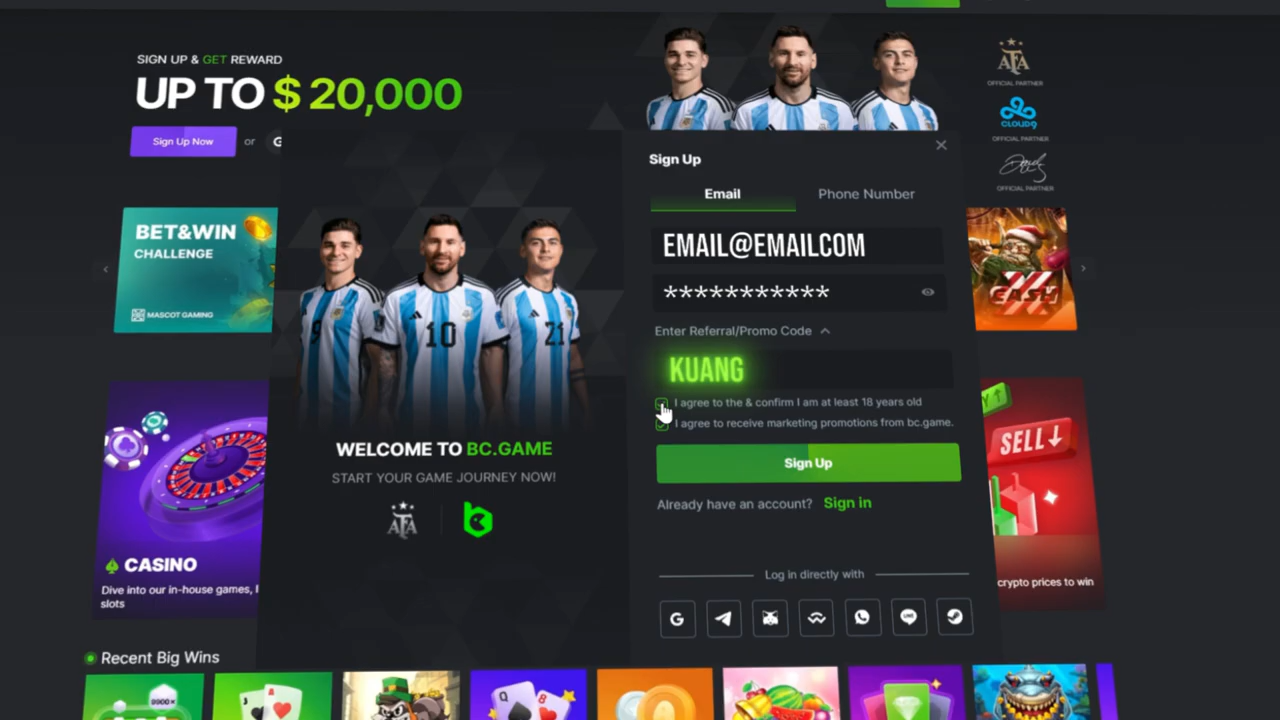 SIGN UP & GET REWARD
UP TO $ 20,000
Sign Up Now or G
AFA
OFFICIAL PARTNER
CLOUD9
OFFICIAL PARTNER
OFFICIAL PARTNER
BET&WIN
CHALLENGE
MASCOT GAMING
9
10
21
WELCOME TO BC.GAME
START YOUR GAME JOURNEY NOW!
AFA
Sign Up
Email
Phone Number
EMAIL@EMAILCOM
***********
Enter Referral/Promo Code
KUANG
I agree to the & confirm I am at least 18 years old
I agree to receive marketing promotions from bc.game.
Sign Up
Already have an account? Sign in
Log in directly with
G
LINE
CASH
SELL↓
crypto prices to win
CASINO
Dive into our in-house games,
slots
Recent Big Wins
J
A
Q
8